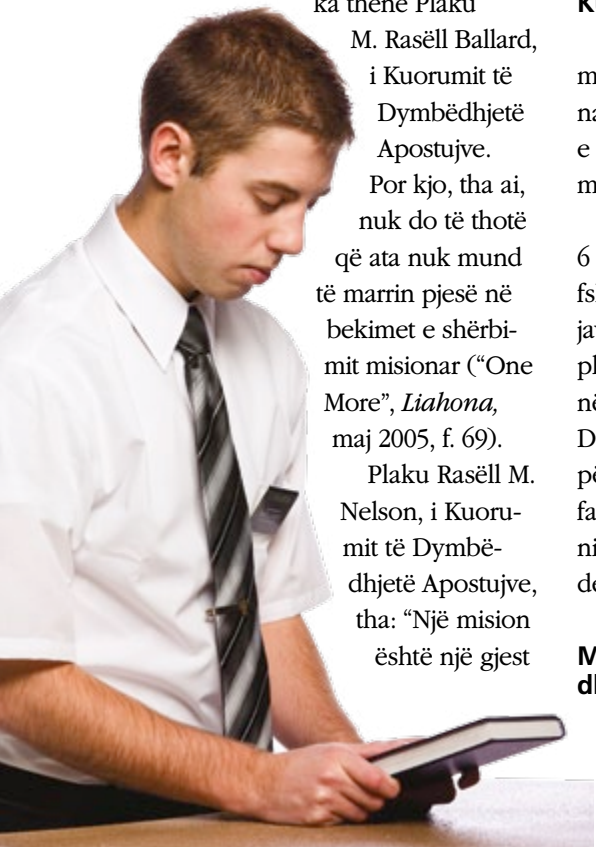 ka thënë Plaku
M. Rasëll Ballard,
i Kuorumit të
Dymbëdhjetë
Apostujve.
Por kjo, tha ai,
nuk do të thotë
që ata nuk mund
të marrin pjesë në
bekimet e shërbi-
mit misionar (“One
More”, Liahona,
maj 2005, f. 69).
Plaku Rasëll M.
Nelson, i Kuoru-
mit të Dymbë-
dhjetë Apostujve,
tha: “Një mision
është një gjest
6
e